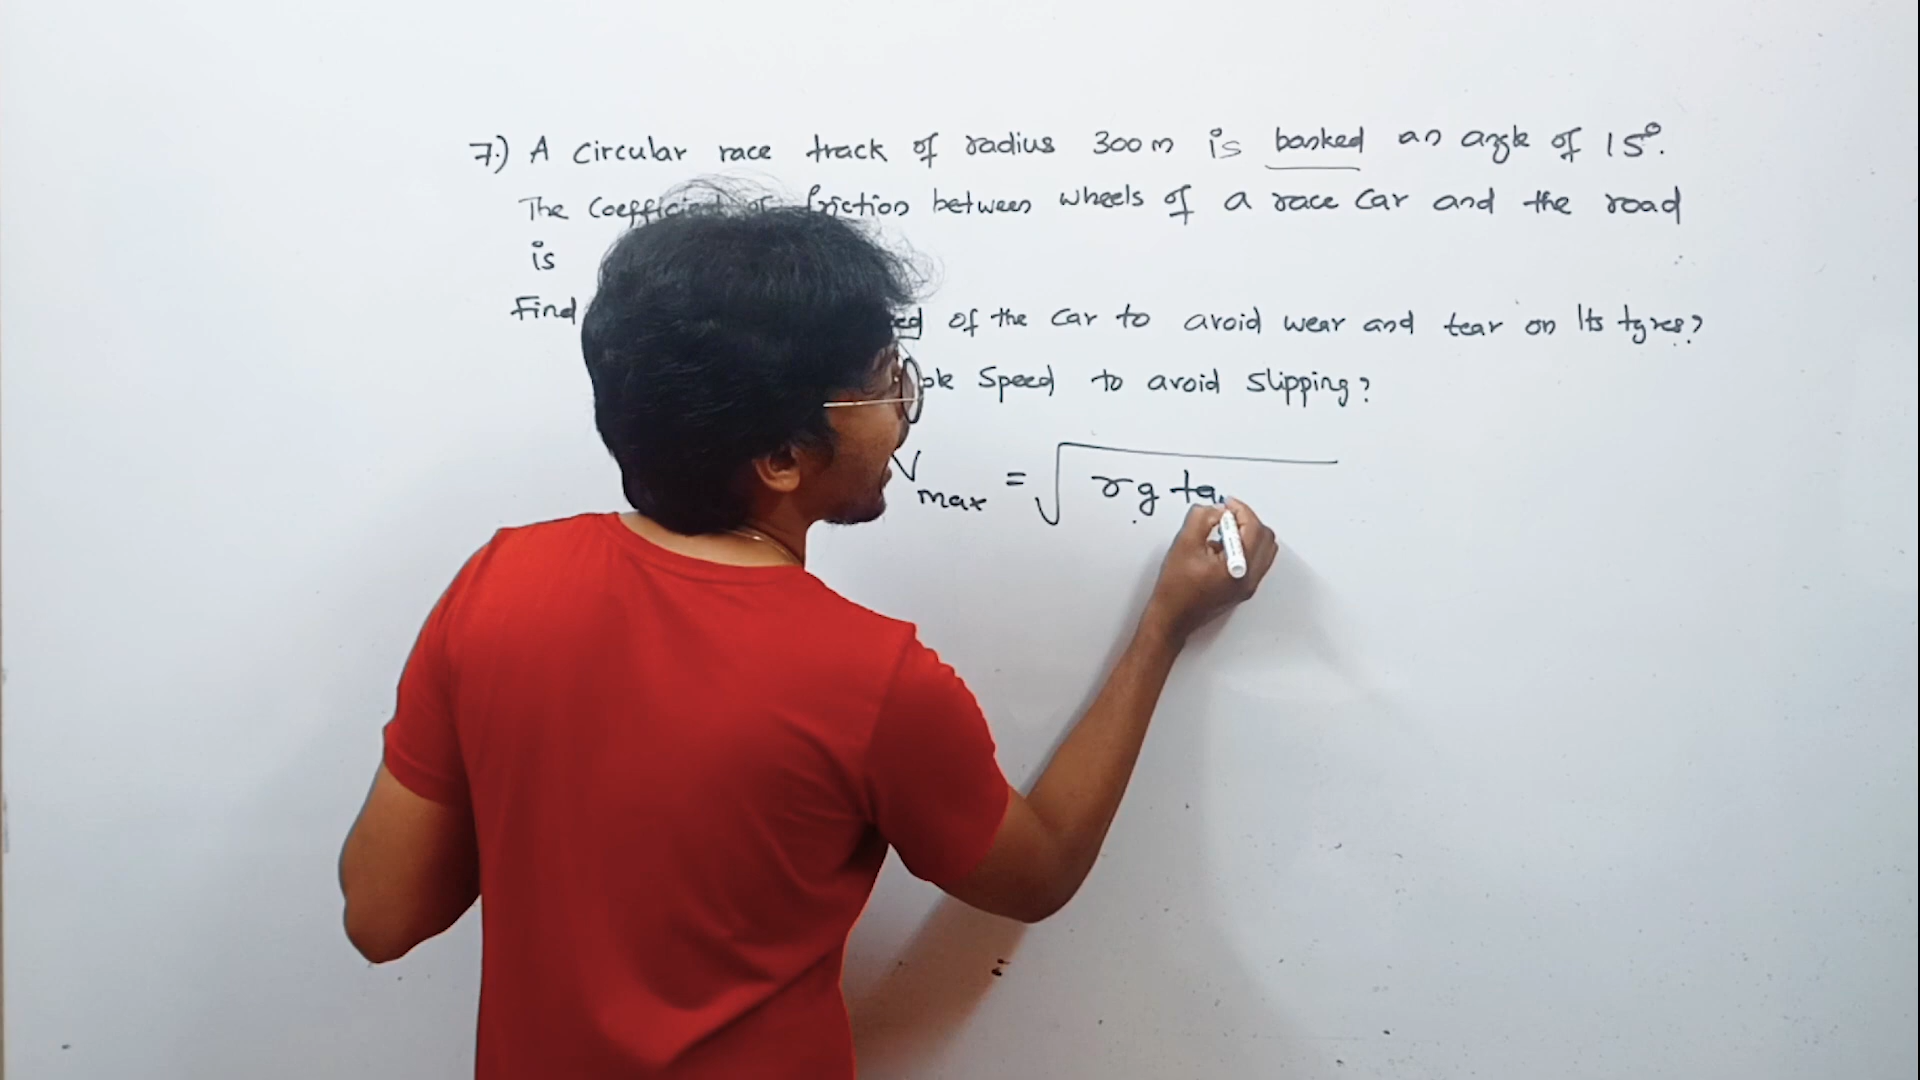 7.) A Circular race track of radius 300 m is banked an angle of 15°.
The Coefficient of friction between wheels of a race car and the road
is
Find of the car to avoid wear and tear on Its tyres?
Speed to avoid slipping?
V max = √ r g ta